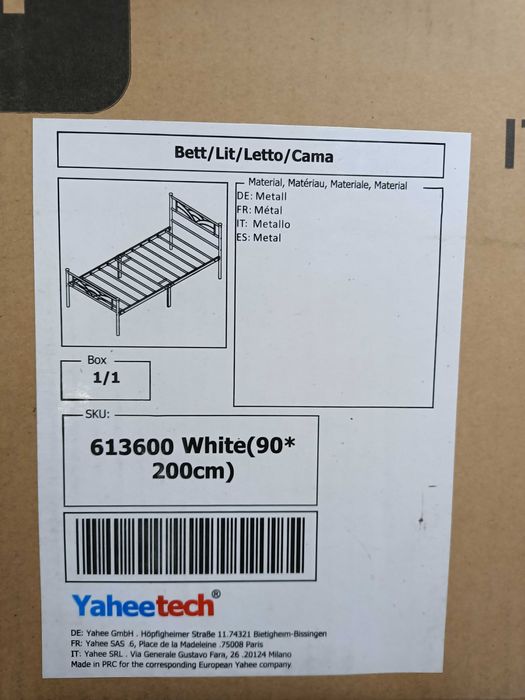 Bett/Lit/Letto/Cama
Material, Matériau, Materiale, Material
DE: Metall
FR: Métal
IT: Metallo
ES: Metal
Box
1/1
SKU:
613600 White(90*
200cm)
Yaheetech®
DE: Yahee GmbH . Höpfigheimer Straße 11.74321 Bietigheim-Bissingen
FR: Yahee SAS 6, Place de la Madeleine .75008 Paris
IT: Yahee SRL . Via Generale Gustavo Fara, 26 .20124 Milano
Made in PRC for the corresponding European Yahee company